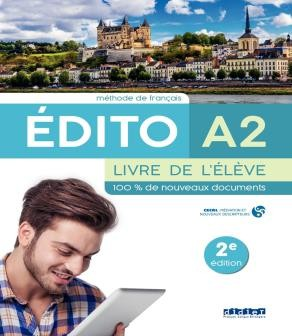 méthode de français
ÉDITO A2
LIVRE DE L'ÉLÈVE
100 % de nouveaux documents
CECRL : MÉDIATION ET
NOUVEAUX DESCRIPTEURS
2e
édition
didier